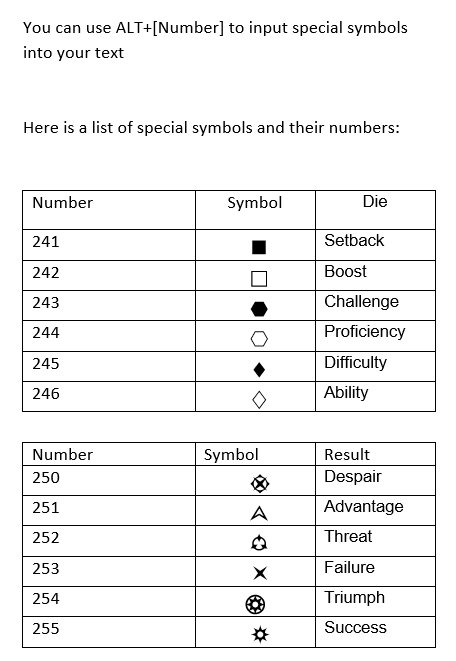 You can use ALT+[Number] to input special symbols
into your text
Here is a list of special symbols and their numbers:
Number Symbol Die
241 ■ Setback
242 □ Boost
243 ⬢ Challenge
244 ⬡ Proficiency
245 ♦ Difficulty
246 ♢ Ability
Number Symbol Result
250 Despair
251 Advantage
252 Threat
253 Failure
254 Triumph
255 Success